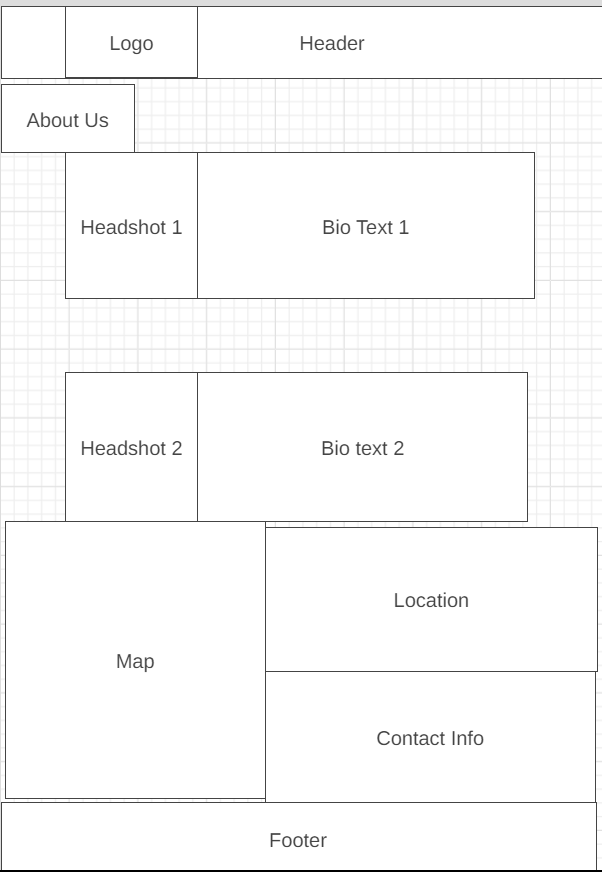 Logo
Header
About Us
Headshot 1
Bio Text 1
Headshot 2
Bio text 2
Location
Map
Contact Info
Footer